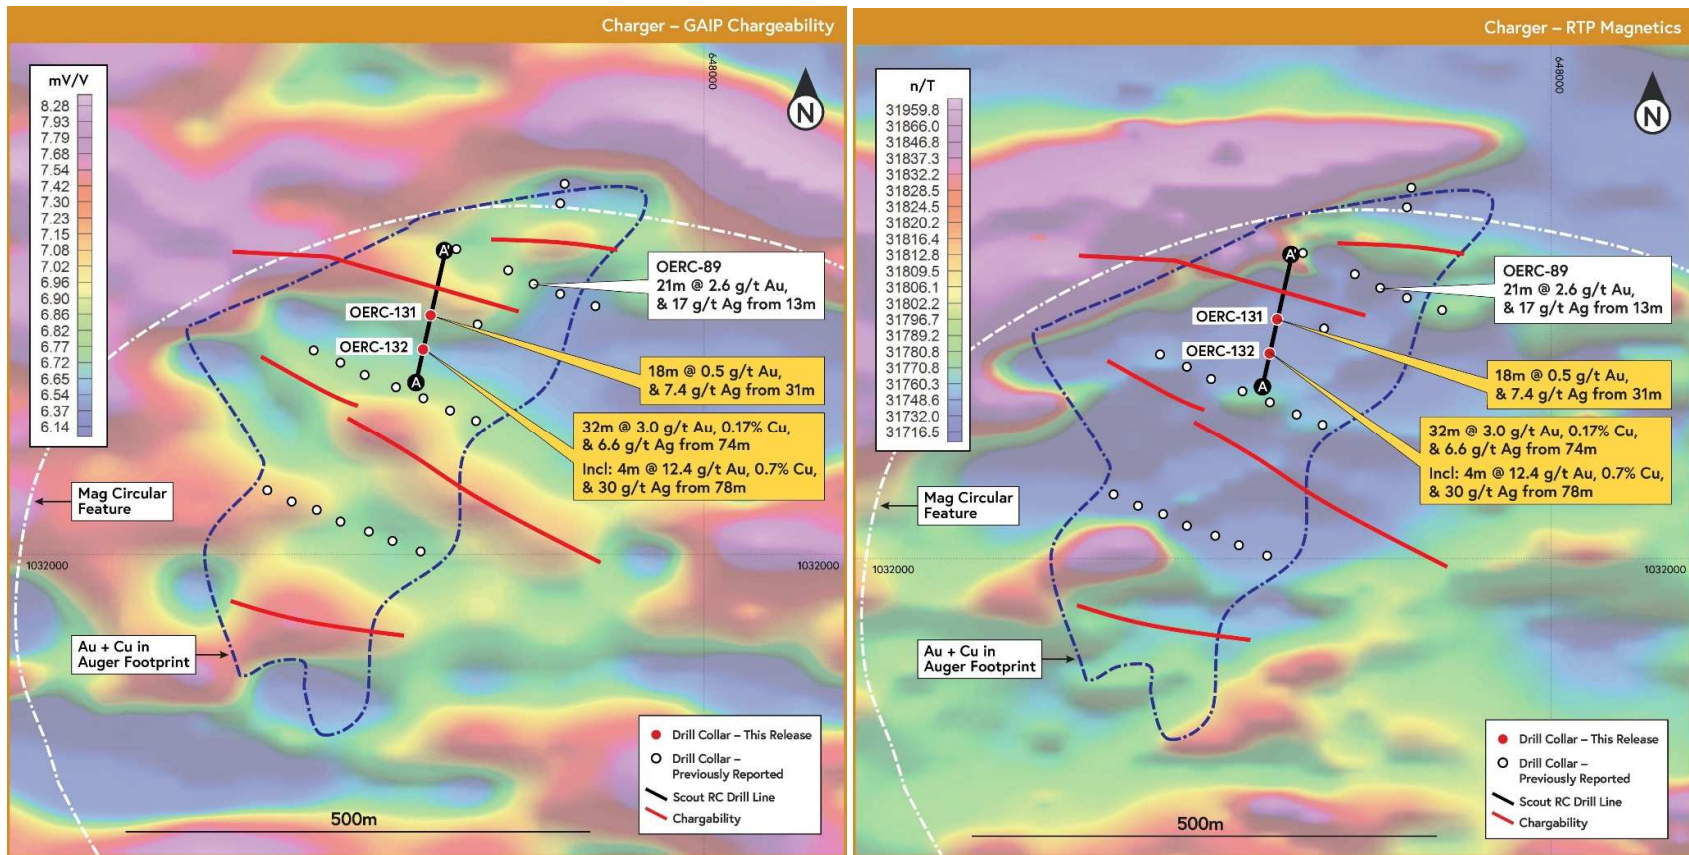 Charger – GAIP Chargeability
mV/V
8.28
7.93
7.79
7.68
7.54
7.42
7.30
7.23
7.15
7.08
7.02
6.96
6.90
6.86
6.82
6.77
6.72
6.65
6.54
6.37
6.14
648000
N
A'
OERC-89
21m @ 2.6 g/t Au,
& 17 g/t Ag from 13m
OERC-131
OERC-132
A
18m @ 0.5 g/t Au,
& 7.4 g/t Ag from 31m
32m @ 3.0 g/t Au, 0.17% Cu,
& 6.6 g/t Ag from 74m
Incl: 4m @ 12.4 g/t Au, 0.7% Cu,
& 30 g/t Ag from 78m
Mag Circular
Feature
1032000
1032000
Au + Cu in
Auger Footprint
Drill Collar – This Release
Drill Collar –
Previously Reported
Scout RC Drill Line
Chargability
500m
Charger – RTP Magnetics
n/T
31959.8
31866.0
31846.8
31837.3
31832.2
31828.5
31824.5
31820.2
31816.4
31812.8
31809.5
31806.1
31802.2
31796.7
31789.2
31780.8
31770.8
31760.3
31748.6
31732.0
31716.5
648000
N
A'
OERC-89
21m @ 2.6 g/t Au,
& 17 g/t Ag from 13m
OERC-131
OERC-132
A
18m @ 0.5 g/t Au,
& 7.4 g/t Ag from 31m
32m @ 3.0 g/t Au, 0.17% Cu,
& 6.6 g/t Ag from 74m
Incl: 4m @ 12.4 g/t Au, 0.7% Cu,
& 30 g/t Ag from 78m
Mag Circular
Feature
1032000
1032000
Au + Cu in
Auger Footprint
Drill Collar – This Release
Drill Collar –
Previously Reported
Scout RC Drill Line
Chargability
500m